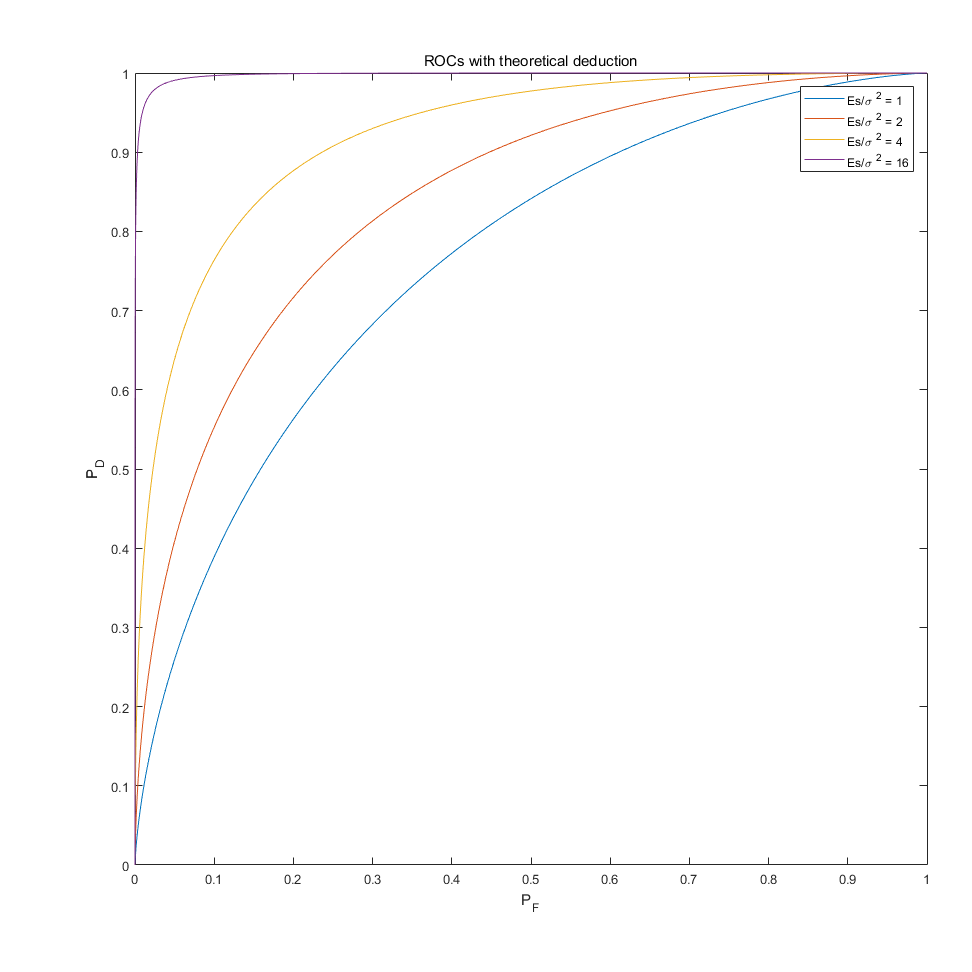 ROCs with theoretical deduction
1
0.9
0.8
0.7
0.6
0.5
0.4
0.3
0.2
0.1
0
P_D
Es/σ ² = 1
Es/σ ² = 2
Es/σ ² = 4
Es/σ ² = 16
0 0.1 0.2 0.3 0.4 0.5 0.6 0.7 0.8 0.9 1
P_F